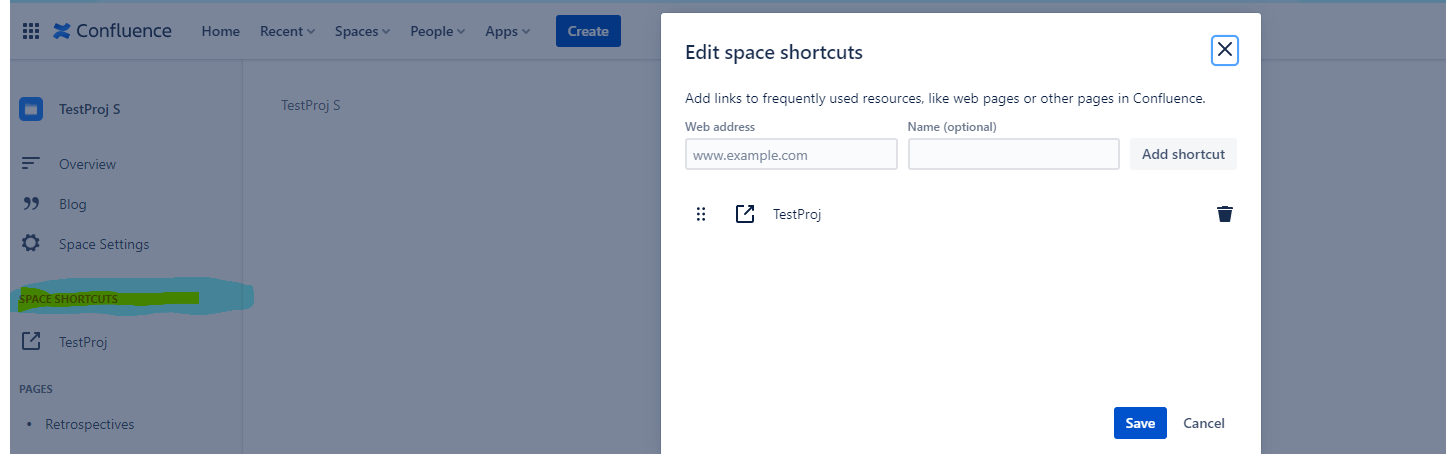 Confluence Home Recent Spaces People Apps Create
TestProj S
Overview
Blog
Space Settings
SPACE SHORTCUTS
TestProj
PAGES
• Retrospectives
TestProj S
Edit space shortcuts
Add links to frequently used resources, like web pages or other pages in Confluence.
Web address Name (optional)
www.example.com Add shortcut
TestProj
Save Cancel